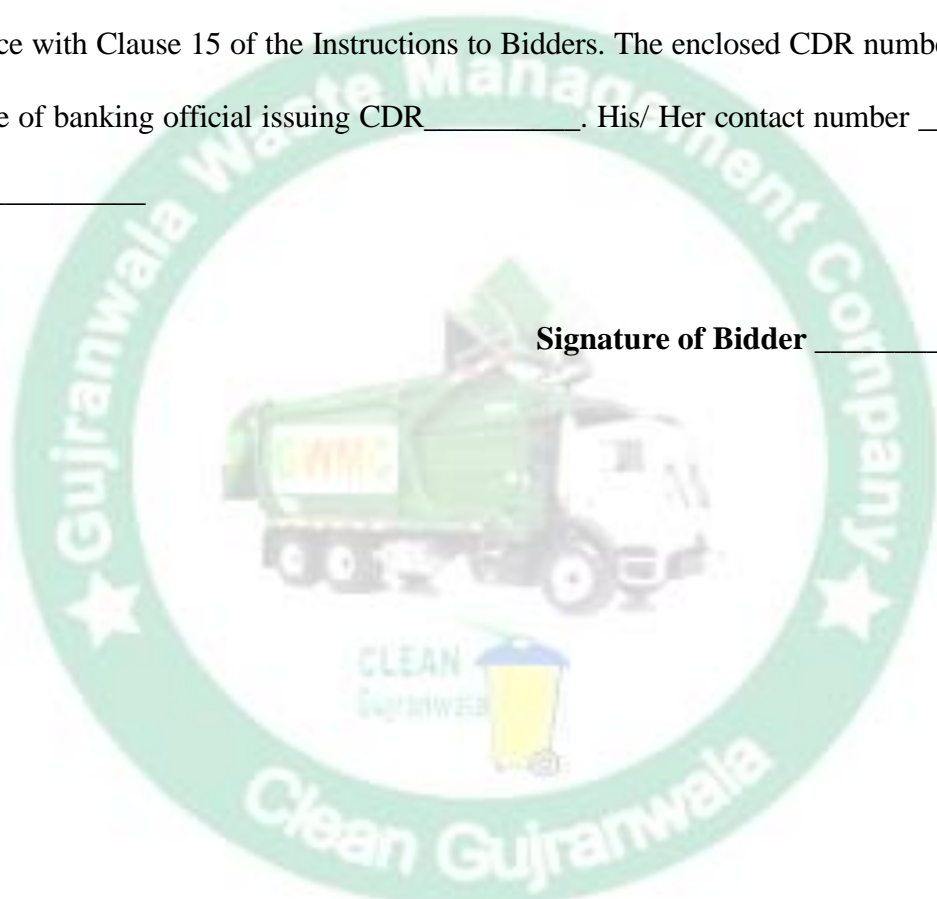 ce with Clause 15 of the Instructions to Bidders. The enclosed CDR numbe
e of banking official issuing CDR__________. His/ Her contact number __
__________
Signature of Bidder ________
Gujranwala Waste Management Company
GWMC
CLEAN
Gujranwala
Clean Gujranwala